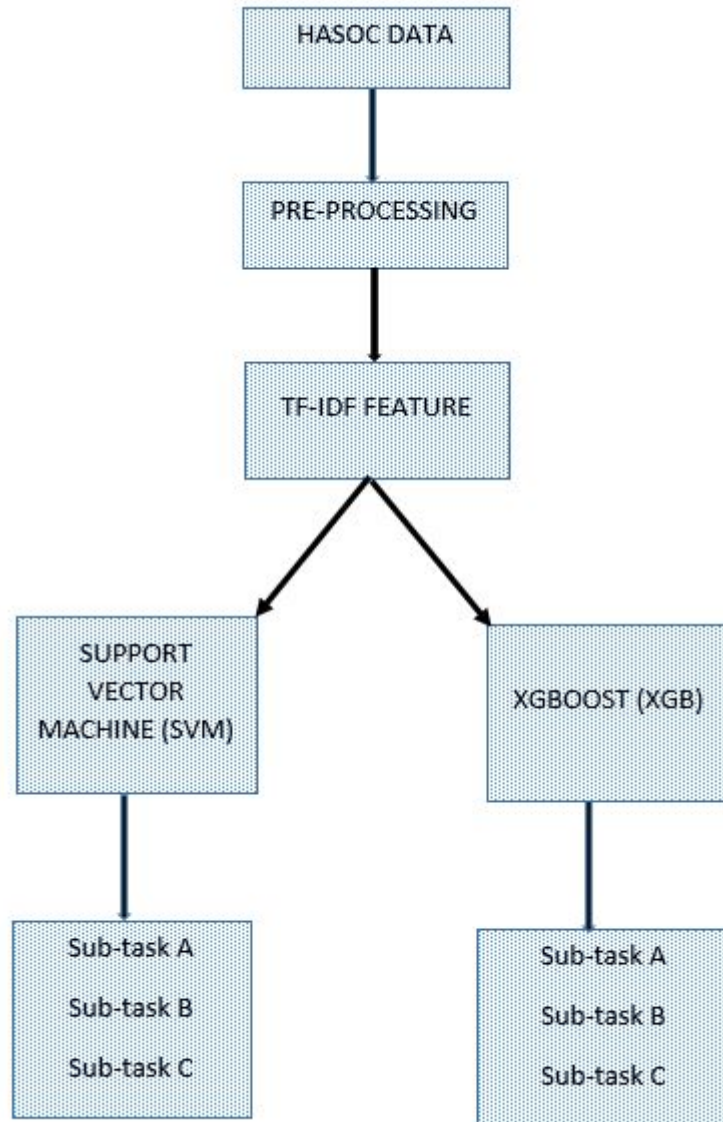 HASOC DATA
PRE-PROCESSING
TF-IDF FEATURE
SUPPORT
VECTOR
MACHINE (SVM)
XGBOOST (XGB)
Sub-task A
Sub-task B
Sub-task C
Sub-task A
Sub-task B
Sub-task C